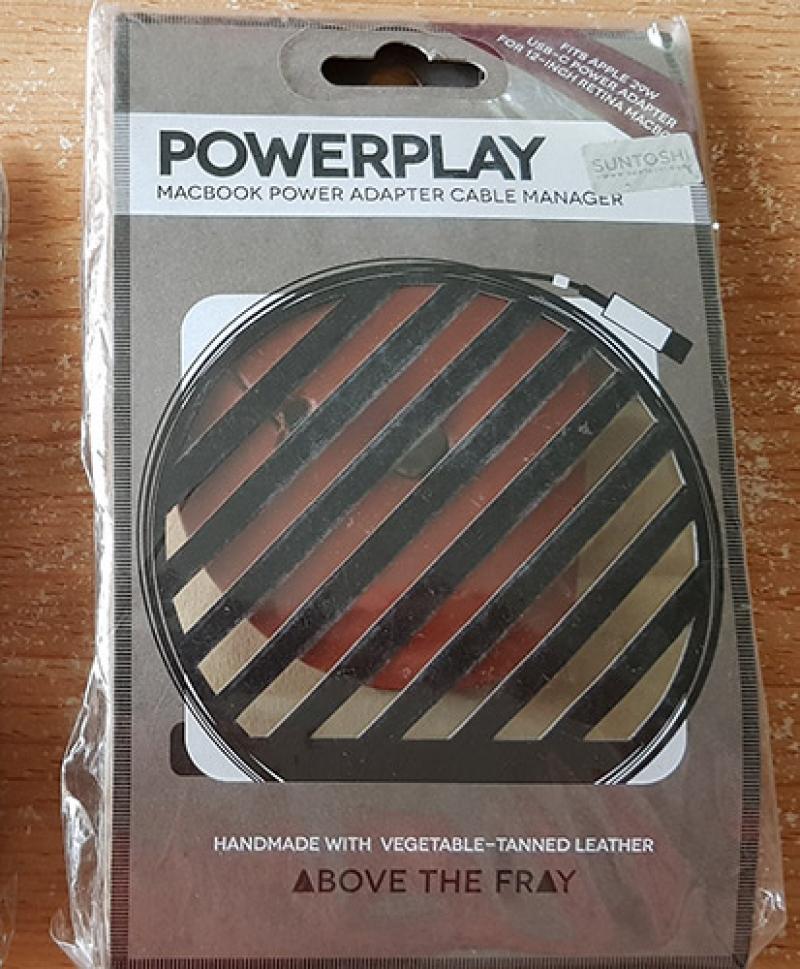 FITS APPLE 29W
USB-C POWER ADAPTER
FOR 12-INCH RETINA
POWERPLAY
SUNTOSHI
MACBOOK POWER ADAPTER CABLE MANAGER
HANDMADE WITH VEGETABLE-TANNED LEATHER
ABOVE THE FRAY